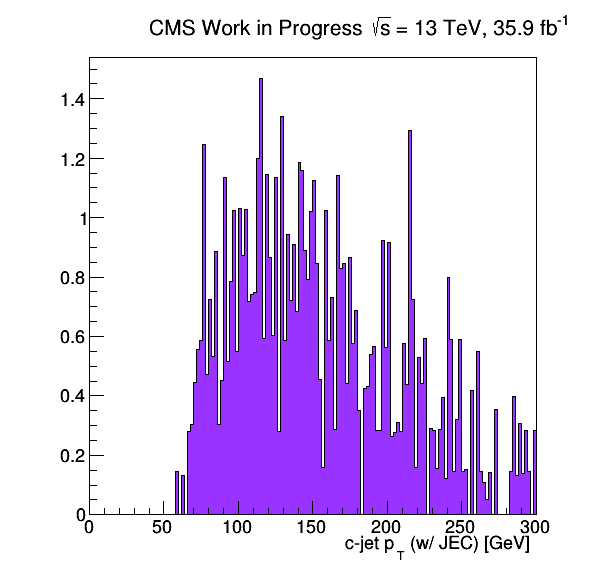 CMS Work in Progress √s = 13 TeV, 35.9 fb⁻¹
1.4
1.2
1
0.8
0.6
0.4
0.2
0
0 50 100 150 200 250 300
c-jet p_T (w/ JEC) [GeV]